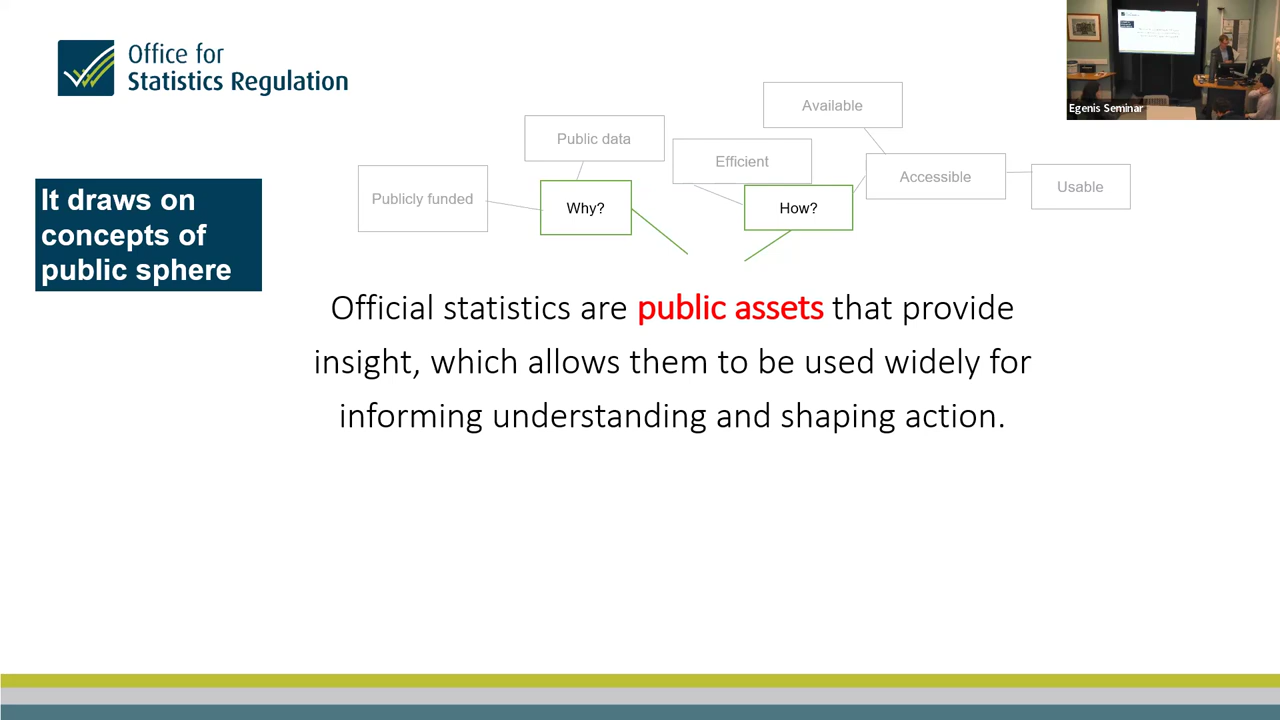 Office for
Statistics Regulation
Egenis Seminar
Available
Public data
Efficient
Accessible
Publicly funded
Usable
Why?
How?
It draws on
concepts of
public sphere
Official statistics are public assets that provide
insight, which allows them to be used widely for
informing understanding and shaping action.